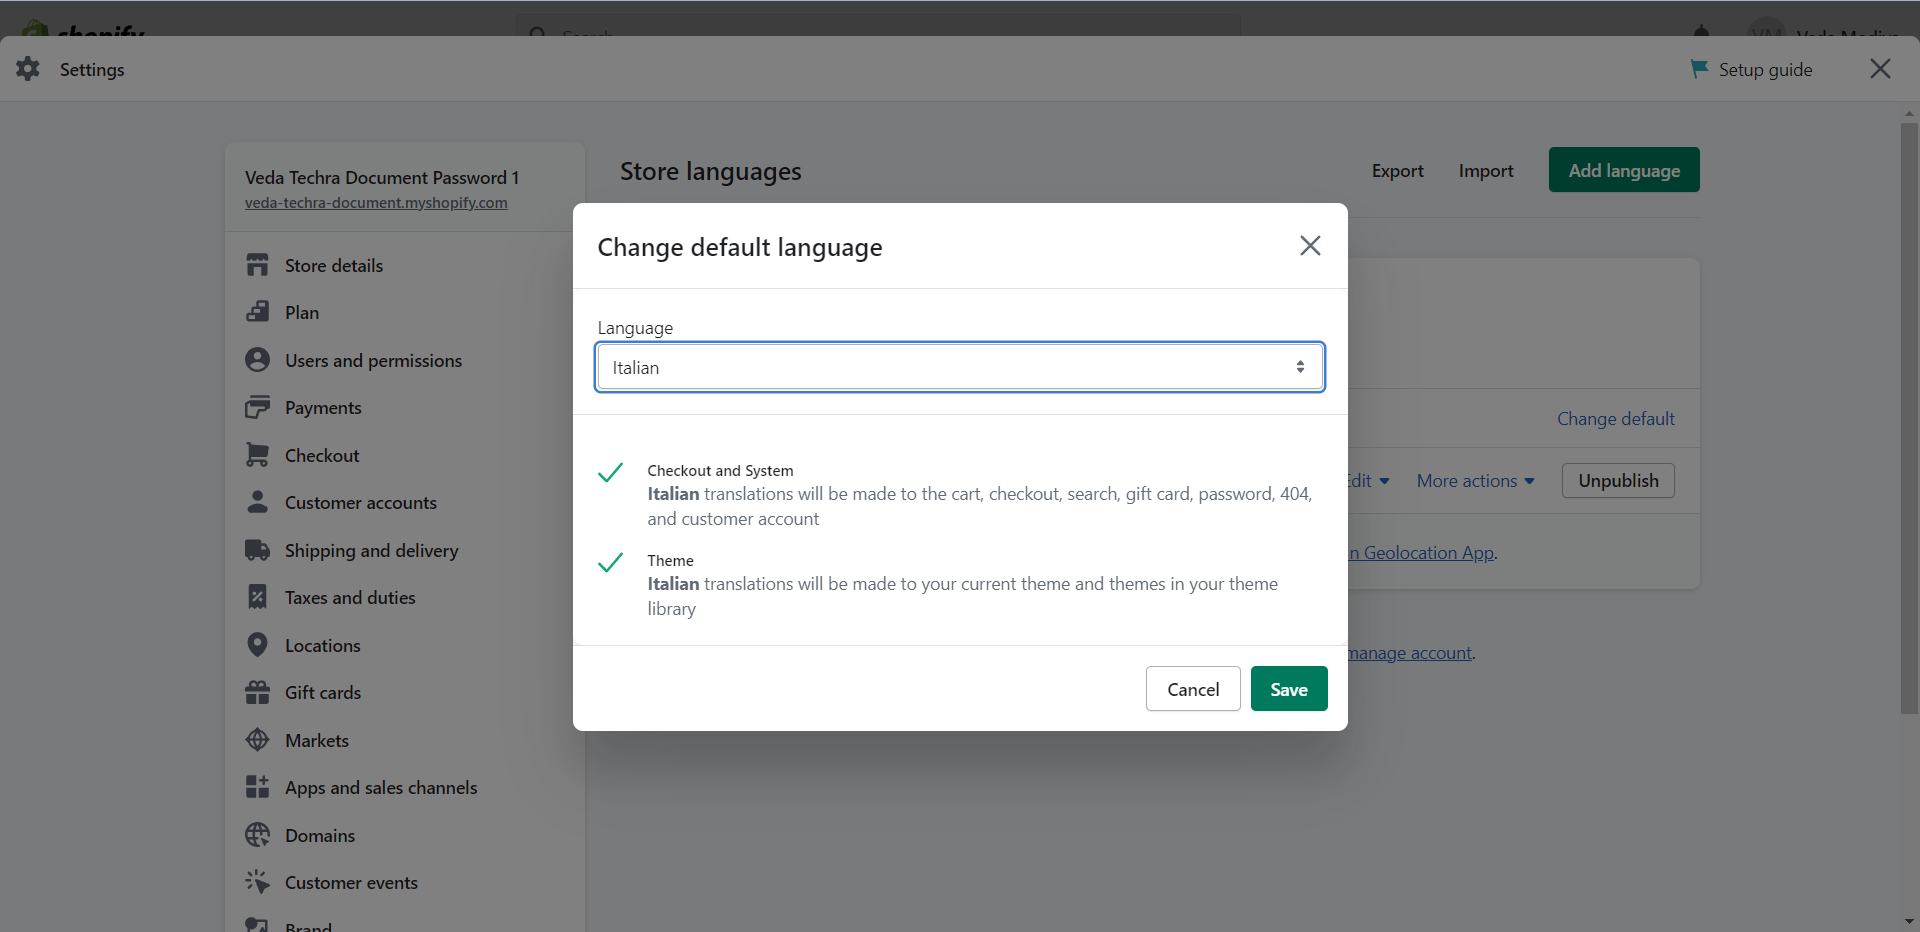 shopify
Search
Settings
Setup guide
Veda Techra Document Password 1
veda-techra-document.myshopify.com
Store details
Plan
Users and permissions
Payments
Checkout
Customer accounts
Shipping and delivery
Taxes and duties
Locations
Gift cards
Markets
Apps and sales channels
Domains
Customer events
Brand
Store languages
Export
Import
Add language
Change default language
Language
Italian
Checkout and System
Italian translations will be made to the cart, checkout, search, gift card, password, 404,
and customer account
Theme
Italian translations will be made to your current theme and themes in your theme
library
Cancel
Save
Change default
Edit
More actions
Unpublish
n Geolocation App.
manage account.